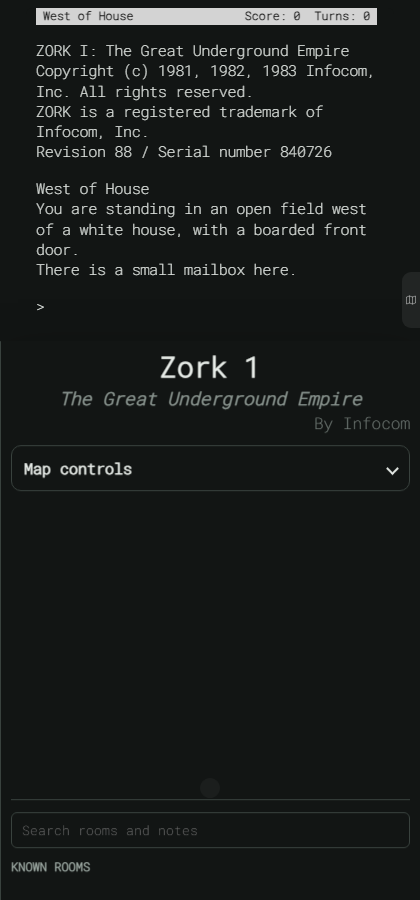 West of House Score: 0 Turns: 0
ZORK I: The Great Underground Empire
Copyright (c) 1981, 1982, 1983 Infocom,
Inc. All rights reserved.
ZORK is a registered trademark of
Infocom, Inc.
Revision 88 / Serial number 840726
West of House
You are standing in an open field west
of a white house, with a boarded front
door.
There is a small mailbox here.
>
Zork 1
The Great Underground Empire
By Infocom
Map controls
Search rooms and notes
KNOWN ROOMS